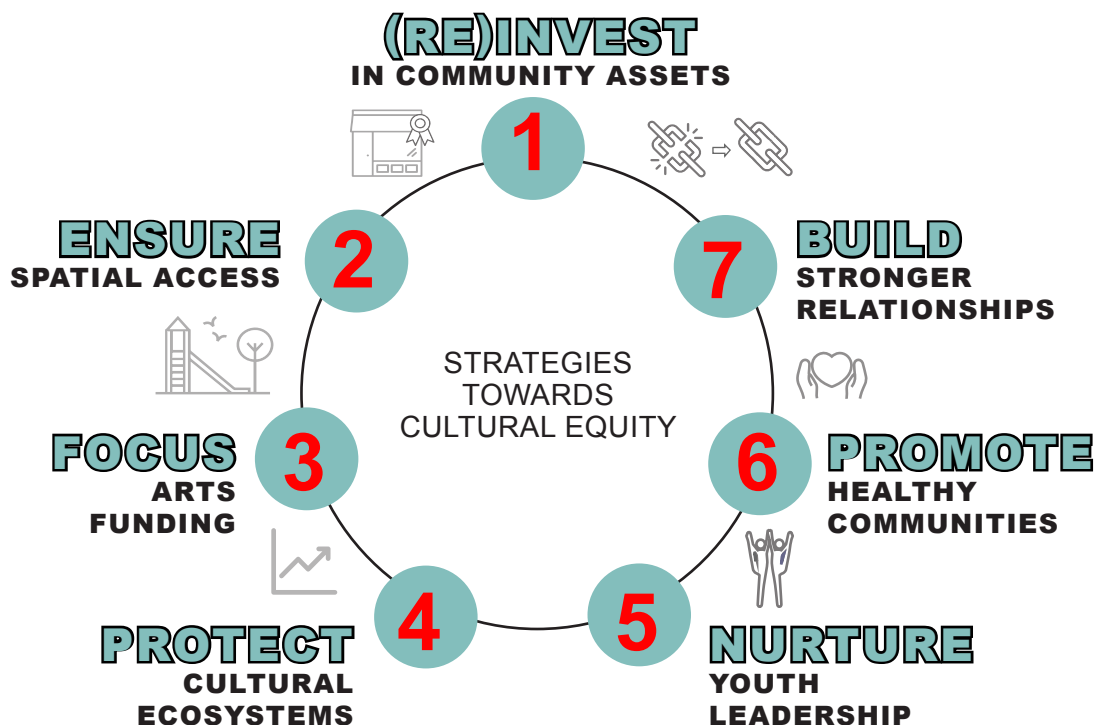 (RE)INVEST
IN COMMUNITY ASSETS
1
ENSURE
SPATIAL ACCESS
2
FOCUS
ARTS
FUNDING
3
PROTECT
CULTURAL
ECOSYSTEMS
4
NURTURE
YOUTH
LEADERSHIP
5
PROMOTE
HEALTHY
COMMUNITIES
6
BUILD
STRONGER
RELATIONSHIPS
7
STRATEGIES
TOWARDS
CULTURAL EQUITY